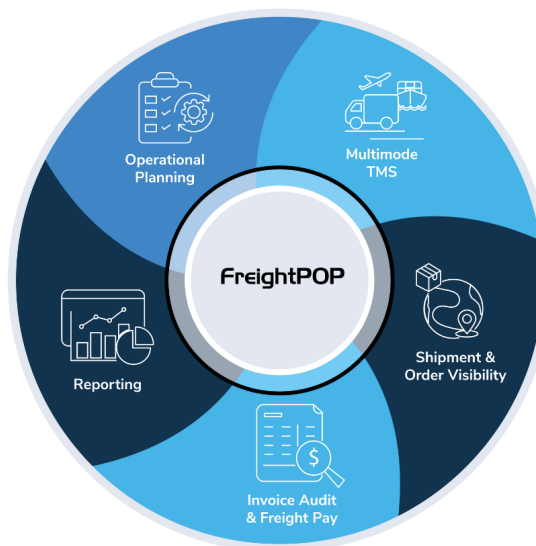 Operational
Planning
Multimode
TMS
FreightPOP
Shipment &
Order Visibility
Reporting
$
Invoice Audit
& Freight Pay